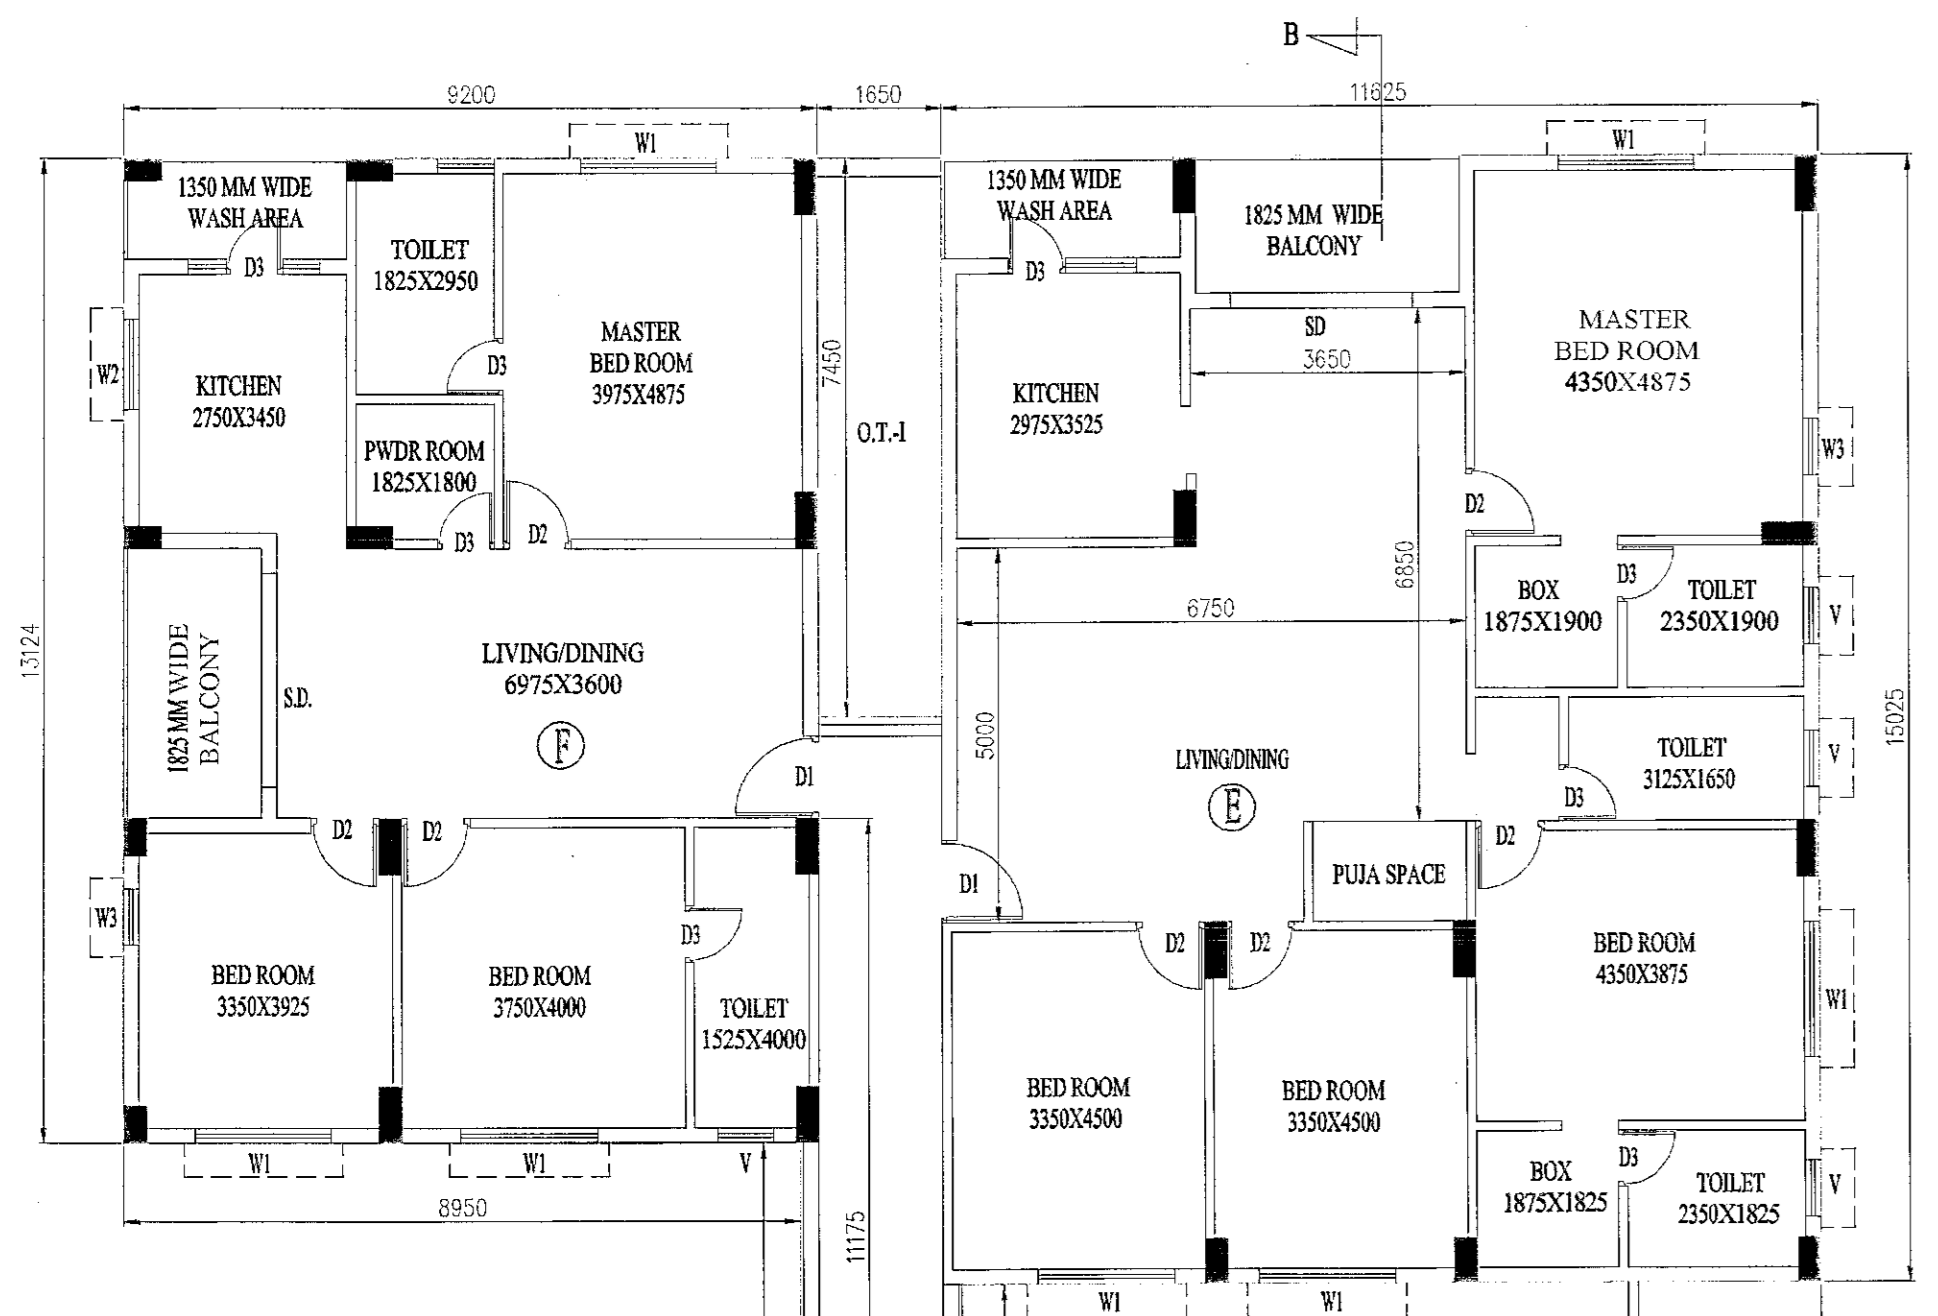 B
9200
1650
11625
W1
W1
1350 MM WIDE
WASH AREA
D3
TOILET
1825X2950
D3
MASTER
BED ROOM
3975X4875
W2
KITCHEN
2750X3450
PWDR ROOM
1825X1800
D3
D2
7450
O.T.-I
1350 MM WIDE
WASH AREA
D3
1825 MM WIDE
BALCONY
SD
3650
KITCHEN
2975X3525
MASTER
BED ROOM
4350X4875
W3
D2
6850
BOX
1875X1900
D3
TOILET
2350X1900
V
6750
13124
1825 MM WIDE
BALCONY
S.D.
LIVING/DINING
6975X3600
F
D1
5000
LIVING/DINING
E
TOILET
3125X1650
D3
V
15025
D2
D2
D1
PUJA SPACE
D2
W3
BED ROOM
3350X3925
BED ROOM
3750X4000
D3
TOILET
1525X4000
D2
D2
BED ROOM
4350X3875
W1
BED ROOM
3350X4500
BED ROOM
3350X4500
W1
W1
V
8950
11175
BOX
1875X1825
D3
TOILET
2350X1825
V
W1
W1